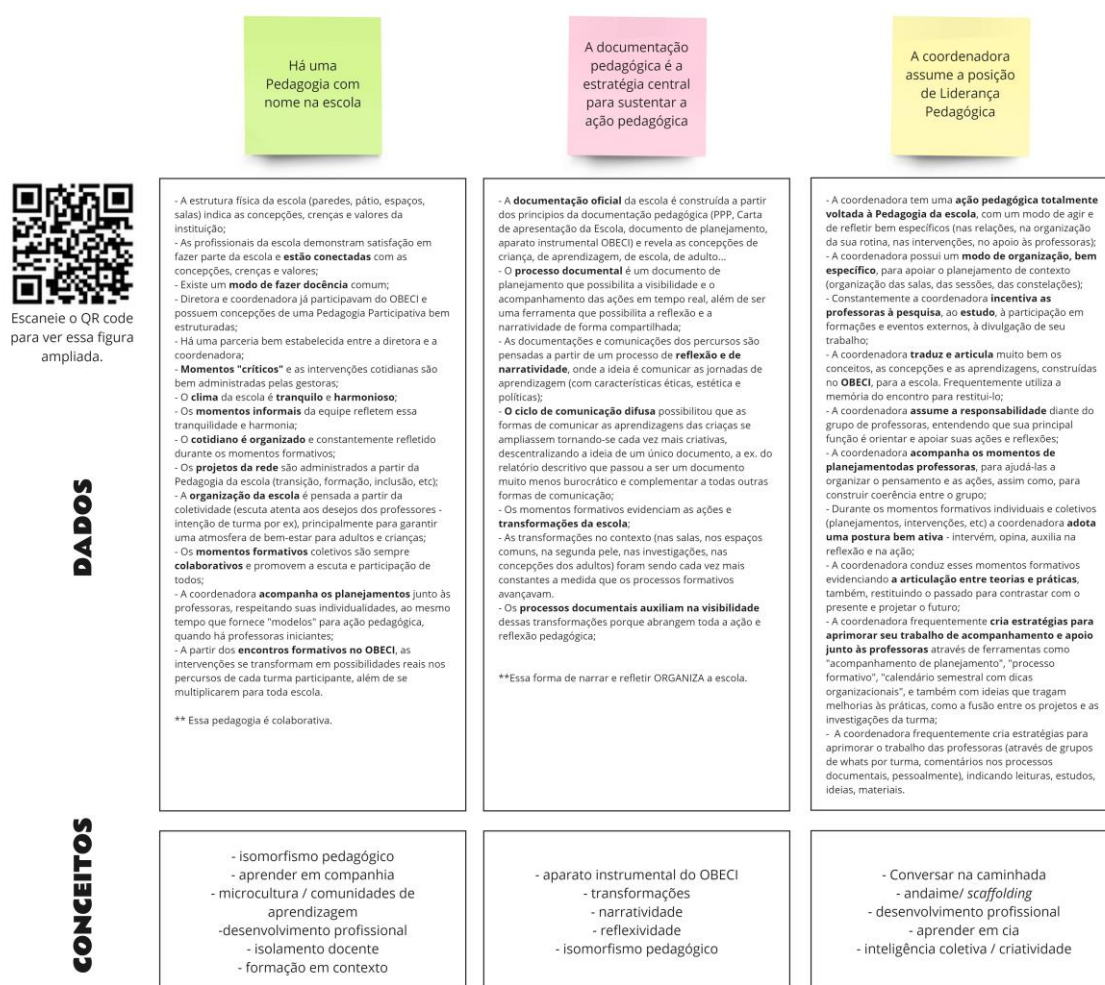 Há uma
Pedagogia com
nome na escola
A documentação
pedagógica é a
estratégia central
para sustentar a
ação pedagógica
A coordenadora
assume a posição
de Liderança
Pedagógica
Escaneie o QR code
para ver essa figura
ampliada.
DADOS
- A estrutura física da escola (paredes, pátio, espaços,
salas) indica as concepções, crenças e valores da
instituição;
- As profissionais da escola demonstram satisfação em
fazer parte da escola e estão conectadas com as
concepções, crenças e valores;
- Existe um modo de fazer docência comum;
- Diretora e coordenadora já participavam do OBECI e
possuem concepções de uma Pedagogia Participativa bem
estruturadas;
- Há uma parceria bem estabelecida entre a diretora e a
coordenadora;
- Momentos "críticos" e as intervenções cotidianas são
bem administradas pelas gestoras;
- O clima da escola é tranquilo e harmonioso;
- Os momentos informais da equipe refletem essa
tranquilidade e harmonia;
- O cotidiano é organizado e constantemente refletido
durante os momentos formativos;
- Os projetos da rede são administrados a partir da
Pedagogia da escola (transição, formação, inclusão, etc);
- A organização da escola é pensada a partir da
coletividade (escuta atenta aos desejos dos professores -
intenção de turma por ex), principalmente para garantir
uma atmosfera de bem-estar para adultos e crianças;
- Os momentos formativos coletivos são sempre
colaborativos e promovem a escuta e participação de
todos;
- A coordenadora acompanha os planejamentos junto às
professoras, respeitando suas individualidades, ao mesmo
tempo que fornece "modelos" para ação pedagógica,
quando há professoras iniciantes;
- A partir dos encontros formativos no OBECI, as
intervenções se transformam em possibilidades reais nos
percursos de cada turma participante, além de se
multiplicarem para toda escola.
** Essa pedagogia é colaborativa.
- A documentação oficial da escola é construída a partir
dos principios da documentação pedagógica (PPP, Carta
de apresentação da Escola, documento de planejamento,
aparato instrumental OBECI) e revela as concepções de
criança, de aprendizagem, de escola, de adulto...
- O processo documental é um documento de
planejamento que possibilita a visibilidade e o
acompanhamento das ações em tempo real, além de ser
uma ferramenta que possibilita a reflexão e a
narratividade de forma compartilhada;
- As documentações e comunicações dos percursos são
pensadas a partir de um processo de reflexão e de
narratividade, onde a ideia é comunicar as jornadas de
aprendizagem (com características éticas, estética e
políticas);
- O ciclo de comunicação difusa possibilitou que as
formas de comunicar as aprendizagens das criaças se
ampliassem tornando-se cada vez mais criativas,
descentralizando a ideia de um único documento, a ex. do
relatório descritivo que passou a ser um documento
muito menos burocrático e complementar a todas outras
formas de comunicação;
- Os momentos formativos evidenciam as ações e
transformações da escola;
- As transformações no contexto (nas salas, nos espaços
comuns, na segunda pele, nas investigações, nas
concepções dos adultos) foram sendo cada vez mais
constantes a medida que os processos formativos
avançavam.
- Os processos documentais auxiliam na visibilidade
dessas transformações porque abrangem toda a ação e
reflexão pedagógica;
**Essa forma de narrar e refletir ORGANIZA a escola.
- A coordenadora tem uma ação pedagógica totalmente
voltada à Pedagogia da escola, com um modo de agir e
de refletir bem específicos (nas relações, na organização
da sua rotina, nas intervenções, no apoio às professoras);
- A coordenadora possui um modo de organização, bem
específico, para apoiar o planejamento de contexto
(organização das salas, das sessões, das constelações);
- Constantemente a coordenadora incentiva as
professoras à pesquisa, ao estudo, à participação em
formações e eventos externos, à divulgação de seu
trabalho;
- A coordenadora traduz e articula muito bem os
conceitos, as concepções e as aprendizagens, construídas
no OBECI, para a escola. Frequentemente utiliza a
memória do encontro para restitui-lo;
- A coordenadora assume a responsabilidade diante do
grupo de professoras, entendendo que sua principal
função é orientar e apoiar suas ações e reflexões;
- A coordenadora acompanha os momentos de
planejamentodas professoras, para ajudá-las a
organizar o pensamento e as ações, assim como, para
construir coerência entre o grupo;
- Durante os momentos formativos individuais e coletivos
(planejamentos, intervenções, etc) a coordenadora adota
uma postura bem ativa - intervém, opina, auxilia na
reflexão e na ação;
- A coordenadora conduz esses momentos formativos
evidenciando a articulação entre teorias e práticas,
também, restituindo o passado para contrastar com o
presente e projetar o futuro;
- A coordenadora frequentemente cria estratégias para
aprimorar seu trabalho de acompanhamento e apoio
junto às professoras através de ferramentas como
"acompanhamento de planejamento", "processo
formativo", "calendário semestral com dicas
organizacionais", e também com ideias que tragam
melhorias às práticas, como a fusão entre os projetos e as
investigações da turma;
- A coordenadora frequentemente cria estratégias para
aprimorar o trabalho das professoras (através de grupos
de whats por turma, comentários nos processos
documentais, pessoalmente), indicando leituras, estudos,
ideias, materiais.
CONCEITOS
- isomorfismo pedagógico
- aprender em companhia
- microcultura / comunidades de
aprendizagem
-desenvolvimento profissional
- isolamento docente
- formação em contexto
- aparato instrumental do OBECI
- transformações
- narratividade
- reflexividade
- isomorfismo pedagógico
- Conversar na caminhada
- andaime/ scaffolding
- desenvolvimento profissional
- aprender em cia
- inteligência coletiva / criatividade